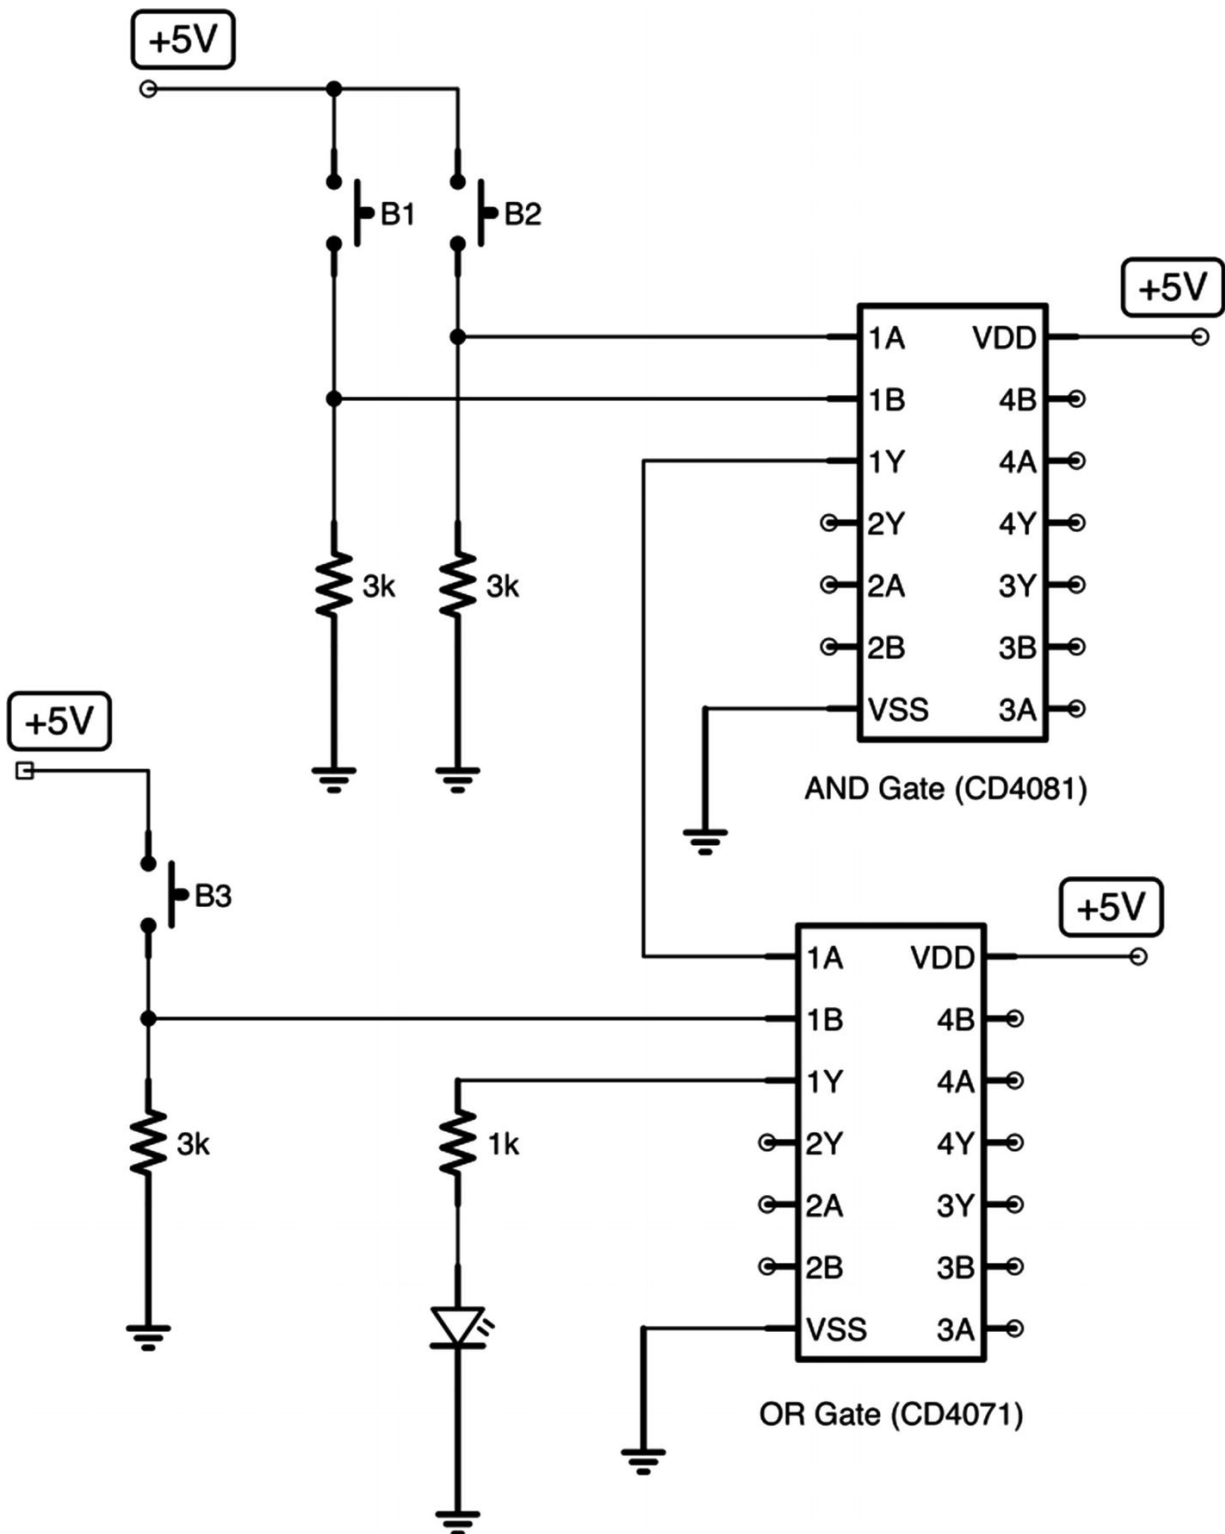 +5V
B1
B2
+5V
1A
VDD
1B
4B
1Y
4A
2Y
4Y
3k
3k
2A
3Y
2B
3B
VSS
3A
+5V
AND Gate (CD4081)
B3
+5V
1A
VDD
1B
4B
1Y
4A
3k
1k
2Y
4Y
2A
3Y
2B
3B
VSS
3A
OR Gate (CD4071)